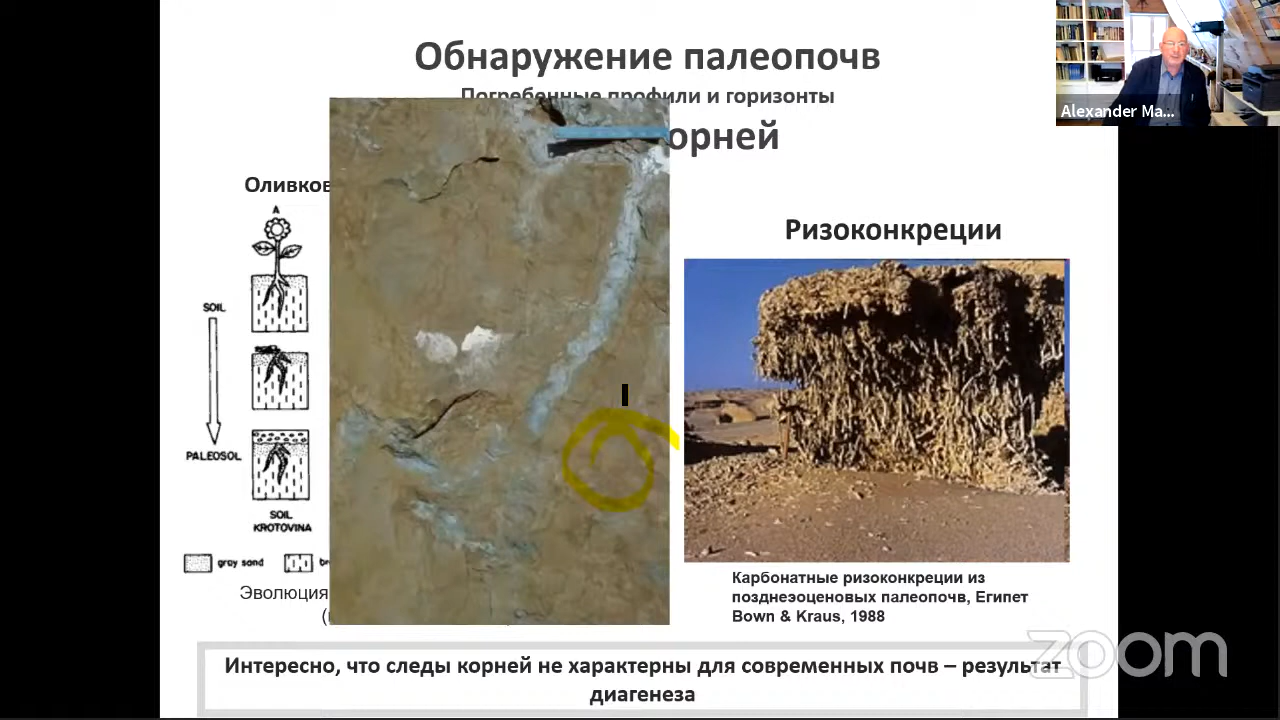 Обнаружение палеопочв
Погребенные профили и горизонты
орней
Alexander Ma...
Оливков
A
SOIL
PALEOSOL
SOIL
KROTOVINA
gray sand
br
Эволюция
(
Ризоконкреции
Карбонатные ризоконкреции из
позднеэоценовых палеопочв, Египет
Bown & Kraus, 1988
Интересно, что следы корней не характерны для современных почв – результат
диагенеза
zoom